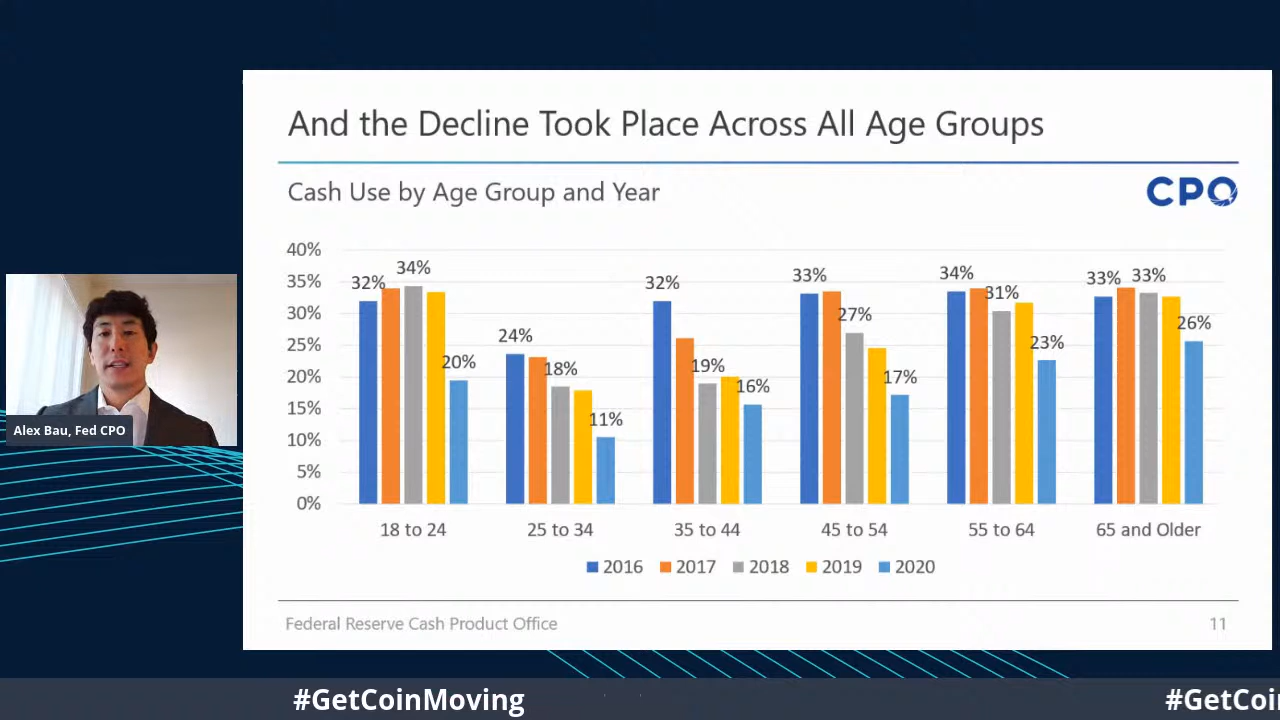 And the Decline Took Place Across All Age Groups
Cash Use by Age Group and Year
CPO
40%
35%
30%
25%
20%
15%
10%
5%
0%
32% 34% 20%
24% 18% 11%
32% 19% 16%
33% 27% 17%
34% 31% 23%
33% 33% 26%
18 to 24 25 to 34 35 to 44 45 to 54 55 to 64 65 and Older
2016 2017 2018 2019 2020
Federal Reserve Cash Product Office 11
Alex Bau, Fed CPO
#GetCoinMoving #GetCoi